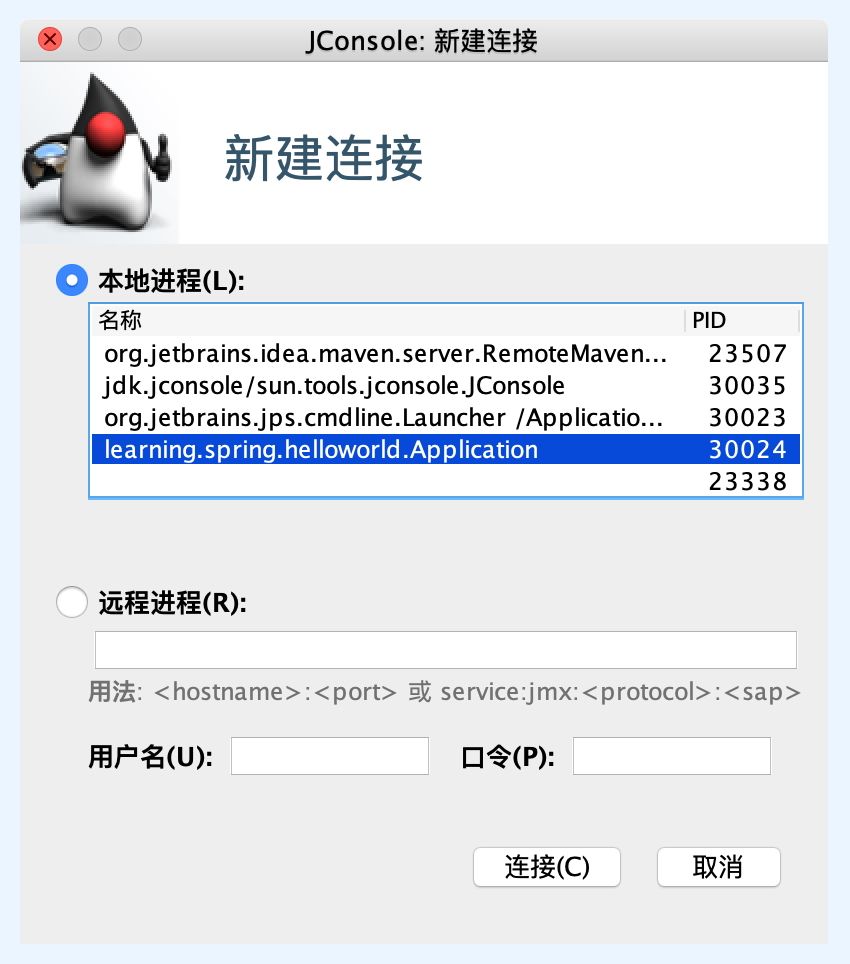 JConsole: 新建连接
新建连接
本地进程(L):
名称 PID
org.jetbrains.idea.maven.server.RemoteMaven... 23507
jdk.jconsole/sun.tools.jconsole.JConsole 30035
org.jetbrains.jps.cmdline.Launcher /Applicatio... 30023
learning.spring.helloworld.Application 30024
23338
远程进程(R):
用法: <hostname>:<port> 或 service:jmx:<protocol>:<sap>
用户名(U): 口令(P):
连接(C) 取消